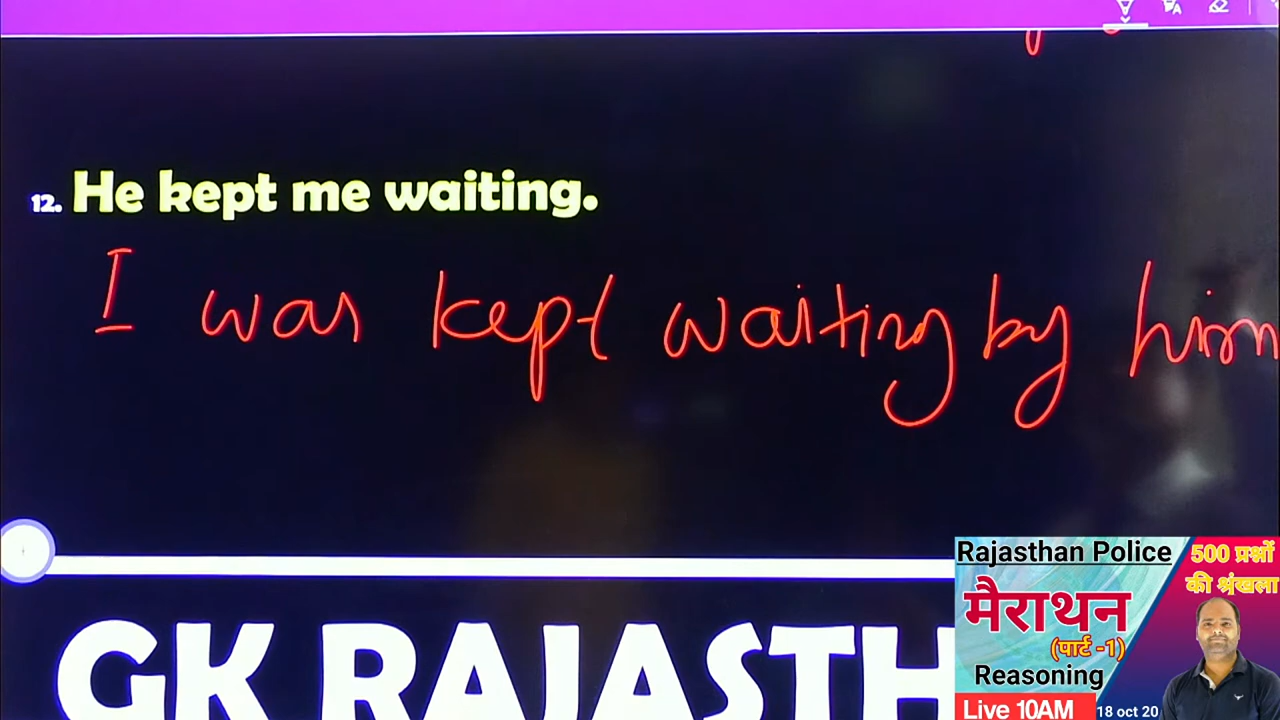 12. He kept me waiting.
I was kept waiting by him
GK RAJASTH
Rajasthan Police
500 प्रश्नों
की श्रृंखला
मैराथन
(पार्ट -1)
Reasoning
Live 10AM
18 oct 20